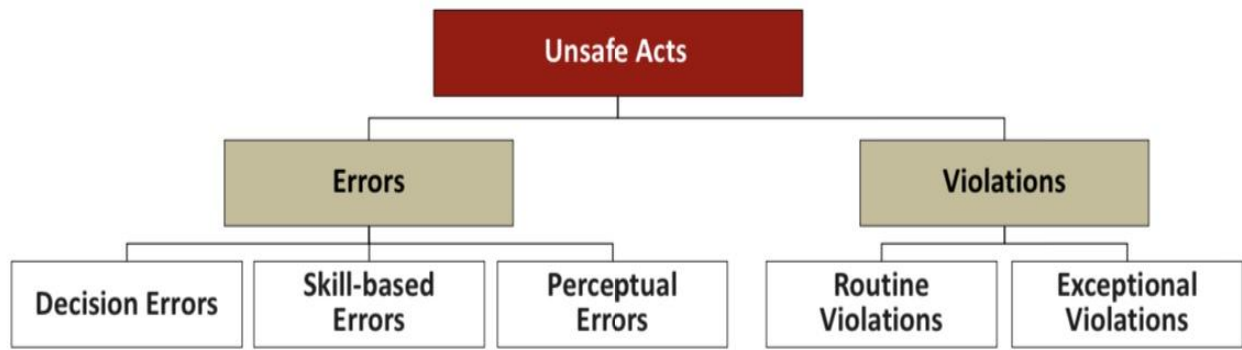 Unsafe Acts
Errors
Violations
Decision Errors
Skill-based
Errors
Perceptual
Errors
Routine
Violations
Exceptional
Violations